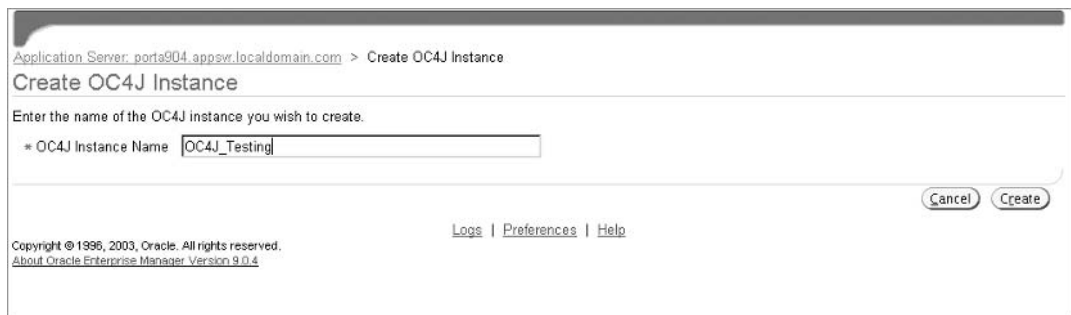 Application Server: porta904.appsvr.localdomain.com > Create OC4J Instance
Create OC4J Instance
Enter the name of the OC4J instance you wish to create.
* OC4J Instance Name OC4J_Testing
Cancel Create
Logs | Preferences | Help
Copyright © 1996, 2003, Oracle. All rights reserved.
About Oracle Enterprise Manager Version 9.0.4